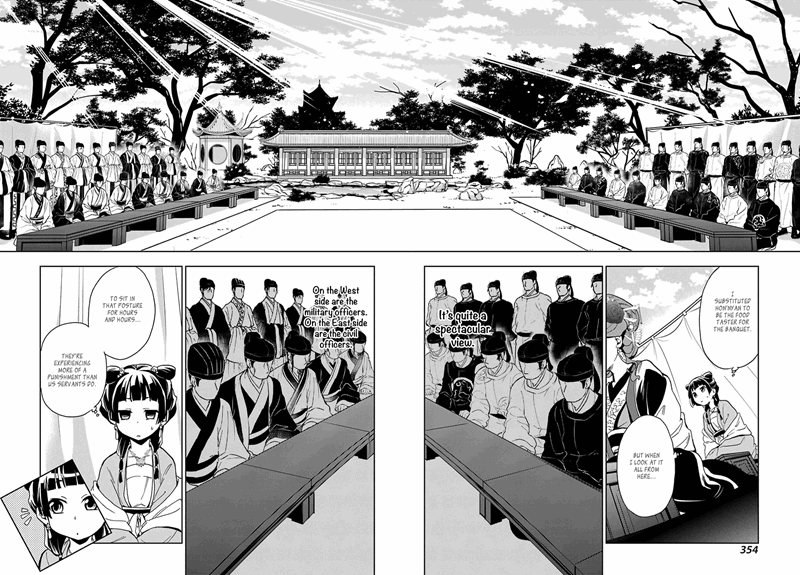 I
SUBSTITUTED
HON'NYAN TO
BE THE FOOD
TASTER FOR
THE
BANQUET.
BUT WHEN
I LOOK AT IT
ALL FROM
HERE....
It's quite a
spectacular
view.
On the West
side are the
military officers.
On the East side
are the civil
officers.
TO SIT IN
THAT POSTURE
FOR HOURS
AND HOURS...
THEY'RE
EXPERIENCING
MORE OF A
PUNISHMENT THAN
US SERVANTS DO.
354